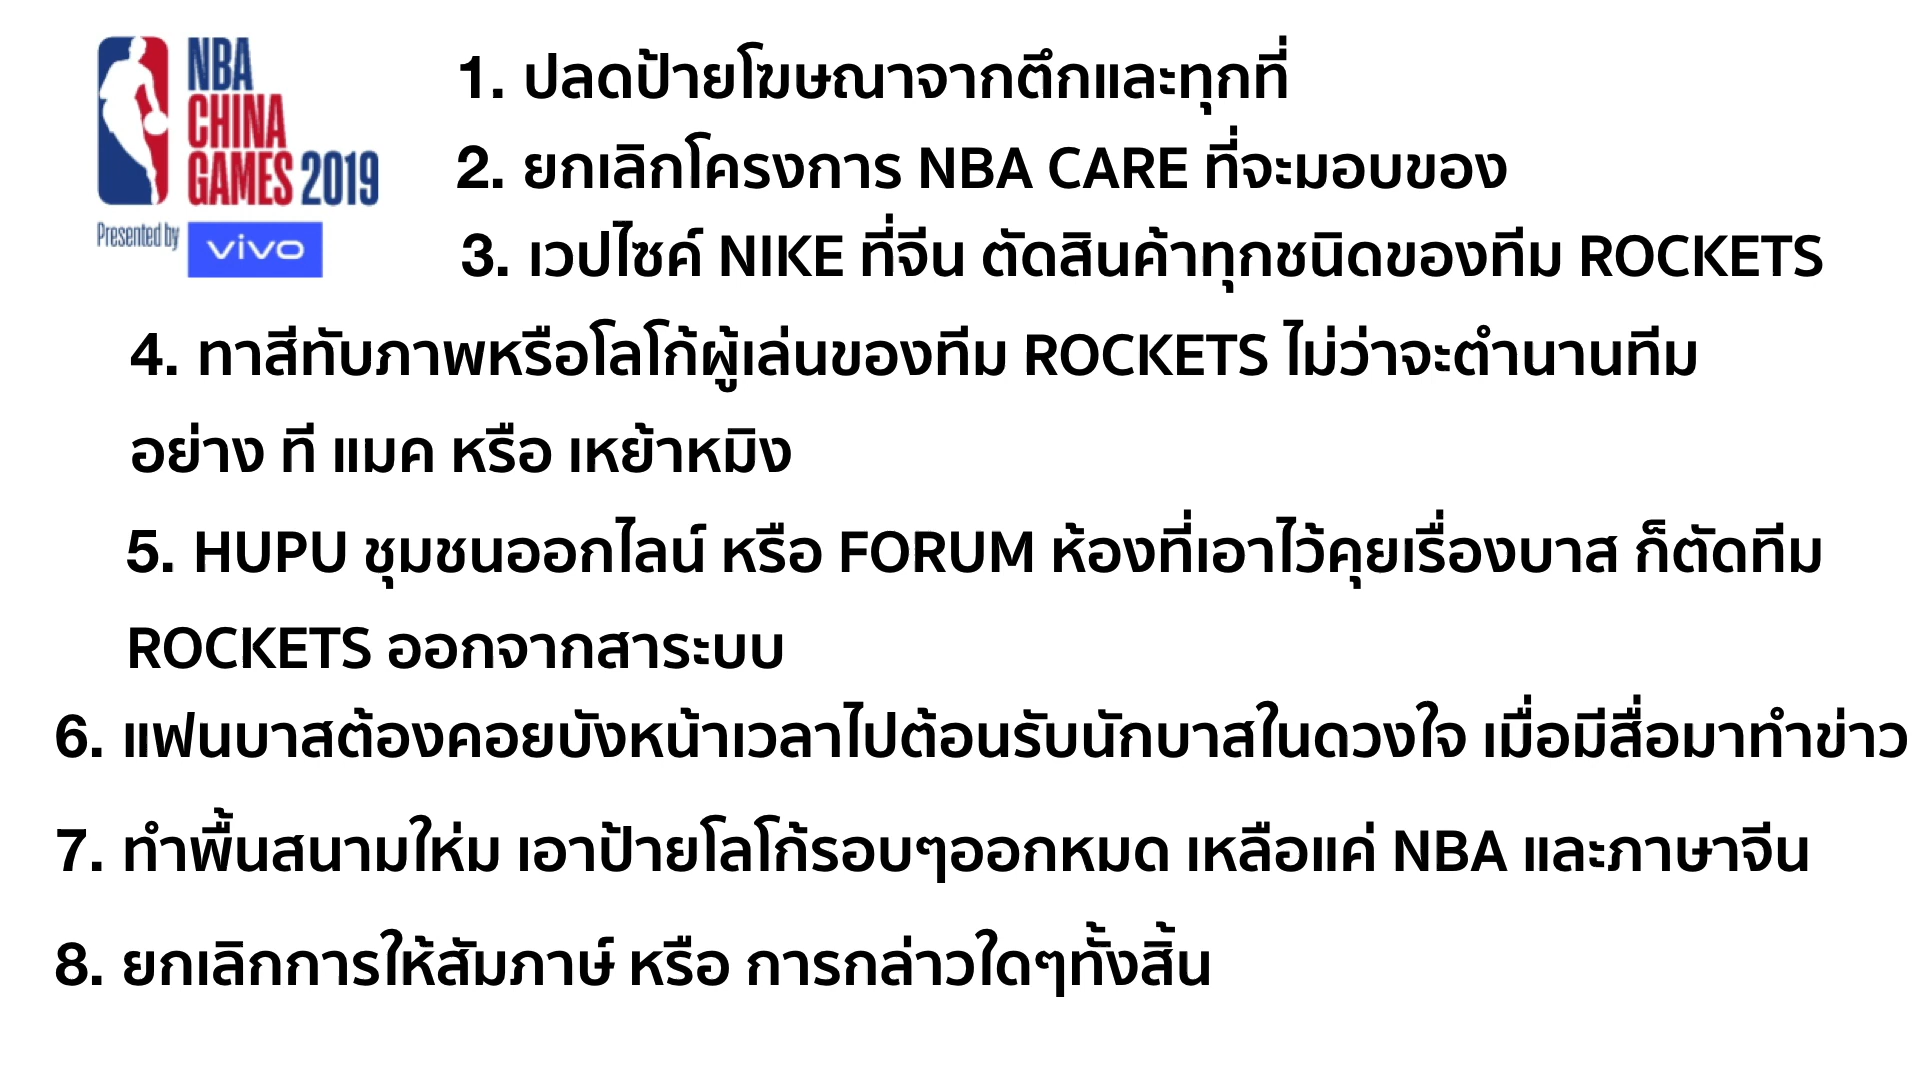 NBA
CHINA
GAMES 2019
Presented by vivo
1. ปลดป้ายโฆษณาจากตึกและทุกที่
2. ยกเลิกโครงการ NBA CARE ที่จะมอบของ
3. เวปไซค์ NIKE ที่จีน ตัดสินค้าทุกชนิดของทีม ROCKETS
4. ทาสีทับภาพหรือโลโก้ผู้เล่นของทีม ROCKETS ไม่ว่าจะตำนานทีม
อย่าง ที แมค หรือ เหย้าหมิง
5. HUPU ชุมชนออกไลน์ หรือ FORUM ห้องที่เอาไว้คุยเรื่องบาส ก็ตัดทีม
ROCKETS ออกจากสาระบบ
6. แฟนบาสต้องคอยบังหน้าเวลาไปต้อนรับนักบาสในดวงใจ เมื่อมีสื่อมาทำข่าว
7. ทำพื้นสนามให่ม เอาป้ายโลโก้รอบๆออกหมด เหลือแค่ NBA และภาษาจีน
8. ยกเลิกการให้สัมภาษ์ หรือ การกล่าวใดๆทั้งสิ้น